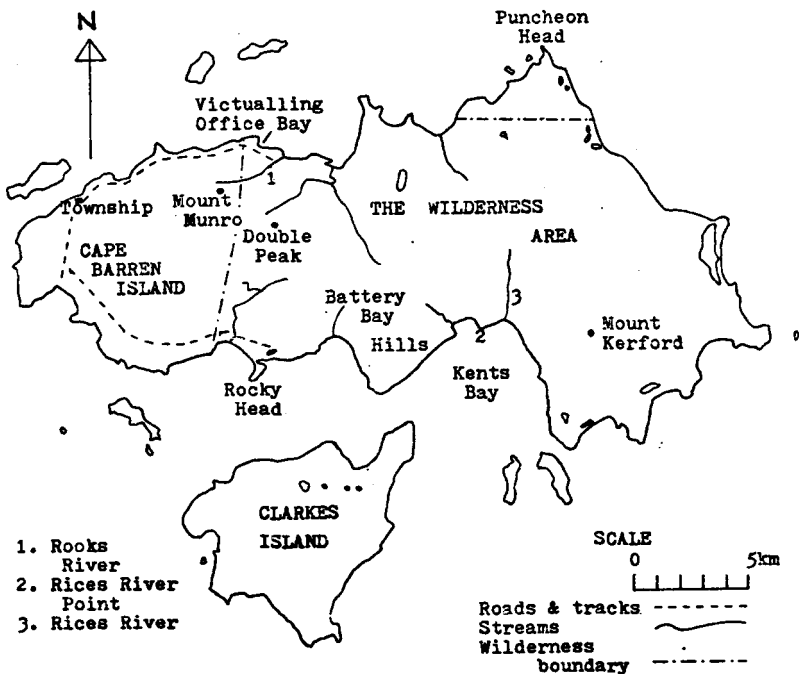 N
Puncheon
Head
Victualling
Office Bay
1
Township
Mount
Munro
THE WILDERNESS
Double
Peak
AREA
CAPE
BARREN
ISLAND
Battery
Bay
3
Hills
2
Mount
Kerford
Rocky
Head
Kents
Bay
CLARKES
ISLAND
1. Rooks
River
2. Rices River
Point
3. Rices River
SCALE
0 5km
Roads & tracks
Streams
Wilderness
boundary